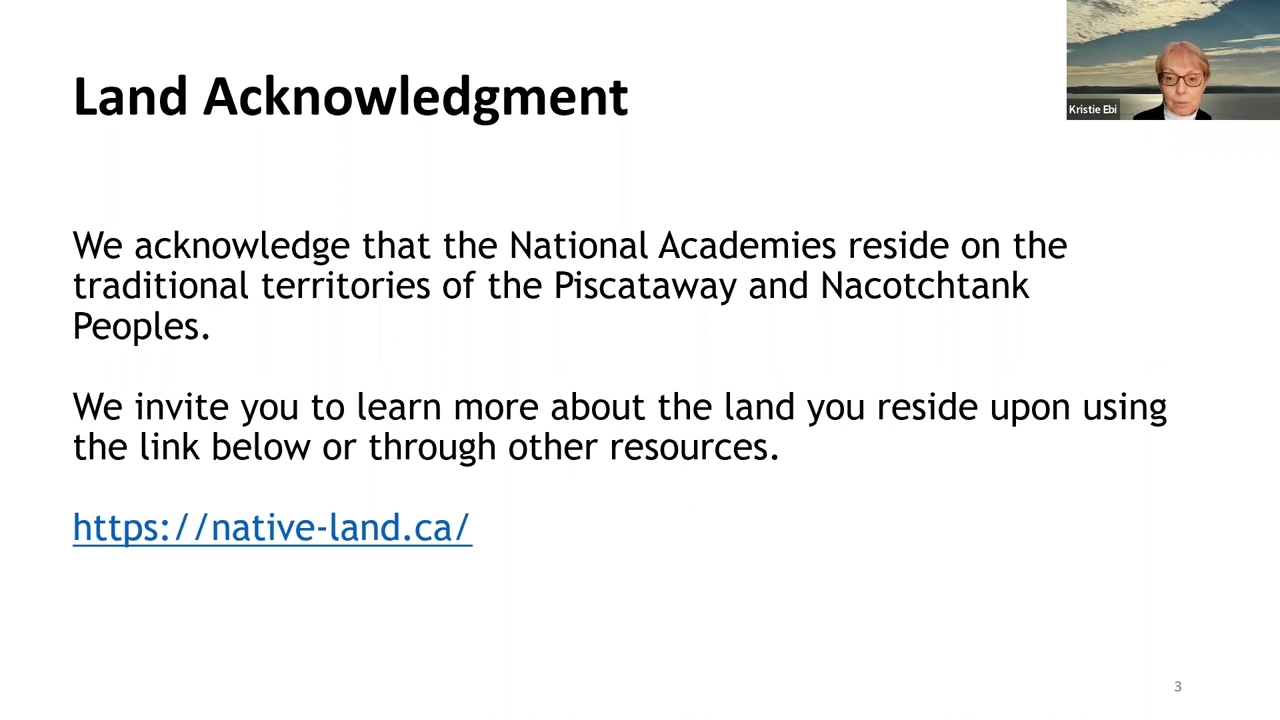 Land Acknowledgment
Kristie Ebi
We acknowledge that the National Academies reside on the
traditional territories of the Piscataway and Nacotchtank
Peoples.
We invite you to learn more about the land you reside upon using
the link below or through other resources.
https://native-land.ca/
3